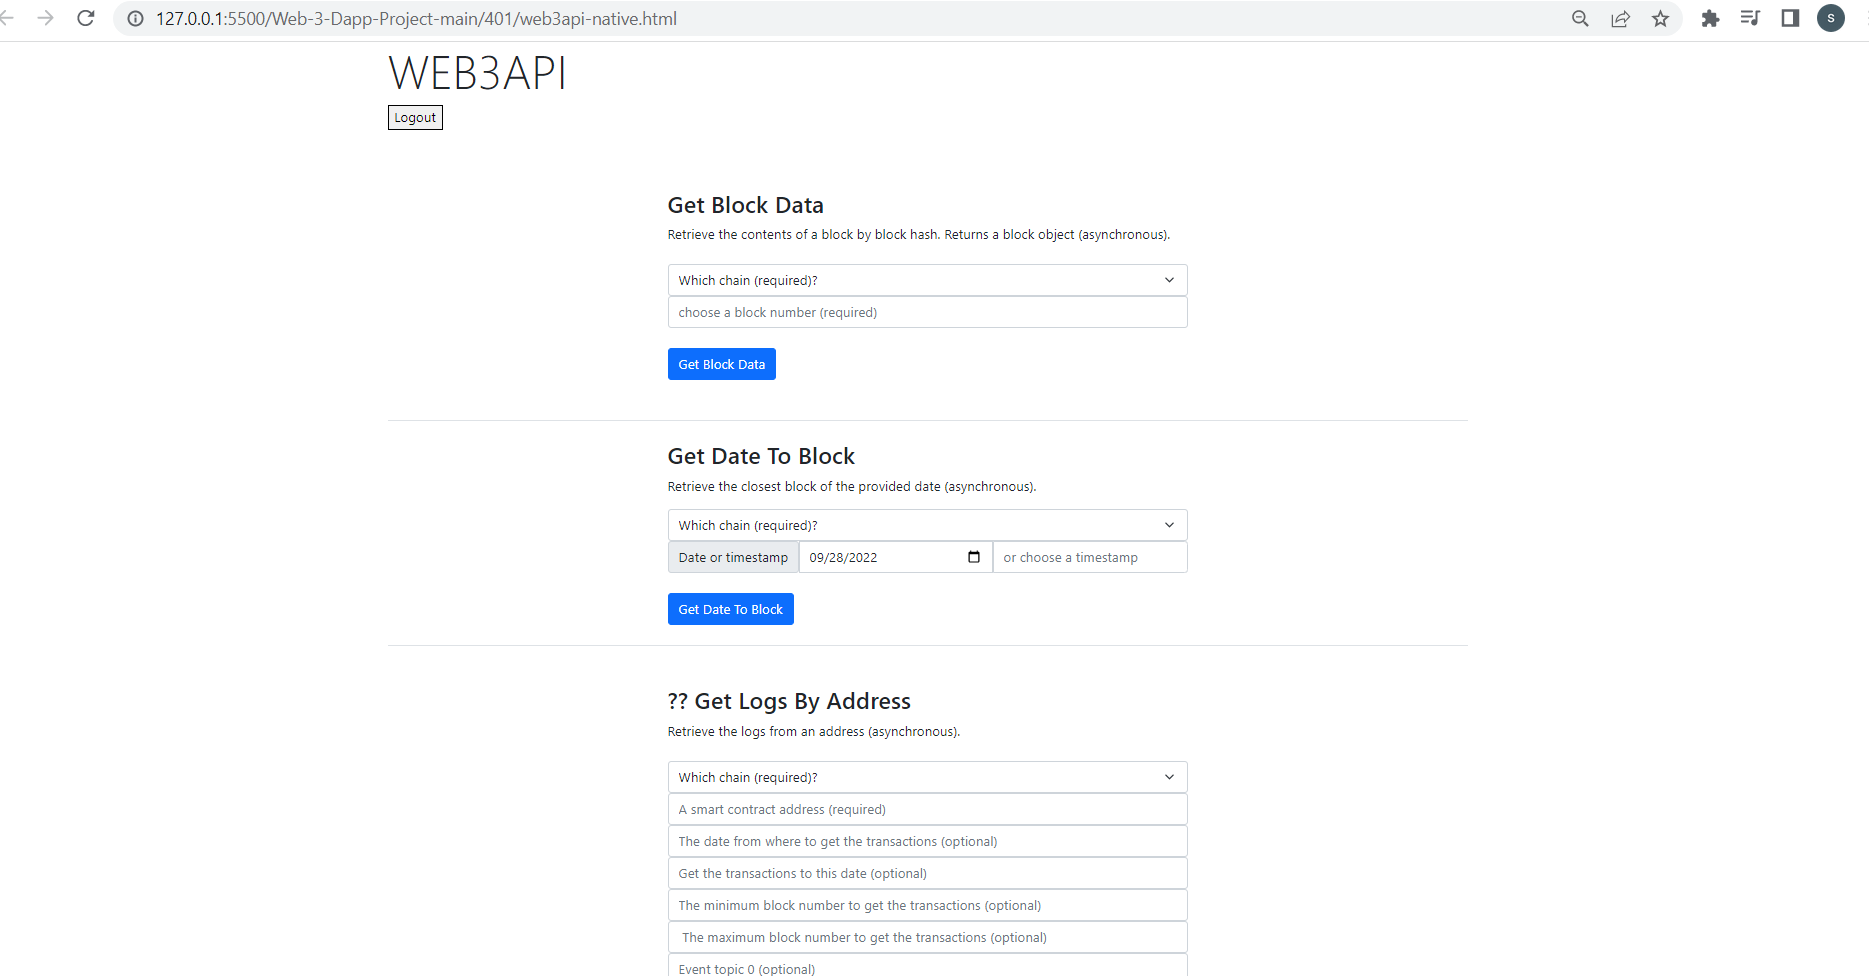 127.0.0.1:5500/Web-3-Dapp-Project-main/401/web3api-native.html
S
WEB3API
Logout
Get Block Data
Retrieve the contents of a block by block hash. Returns a block object (asynchronous).
Which chain (required)?
choose a block number (required)
Get Block Data
Get Date To Block
Retrieve the closest block of the provided date (asynchronous).
Which chain (required)?
Date or timestamp 09/28/2022 or choose a timestamp
Get Date To Block
?? Get Logs By Address
Retrieve the logs from an address (asynchronous).
Which chain (required)?
A smart contract address (required)
The date from where to get the transactions (optional)
Get the transactions to this date (optional)
The minimum block number to get the transactions (optional)
The maximum block number to get the transactions (optional)
Event topic 0 (optional)